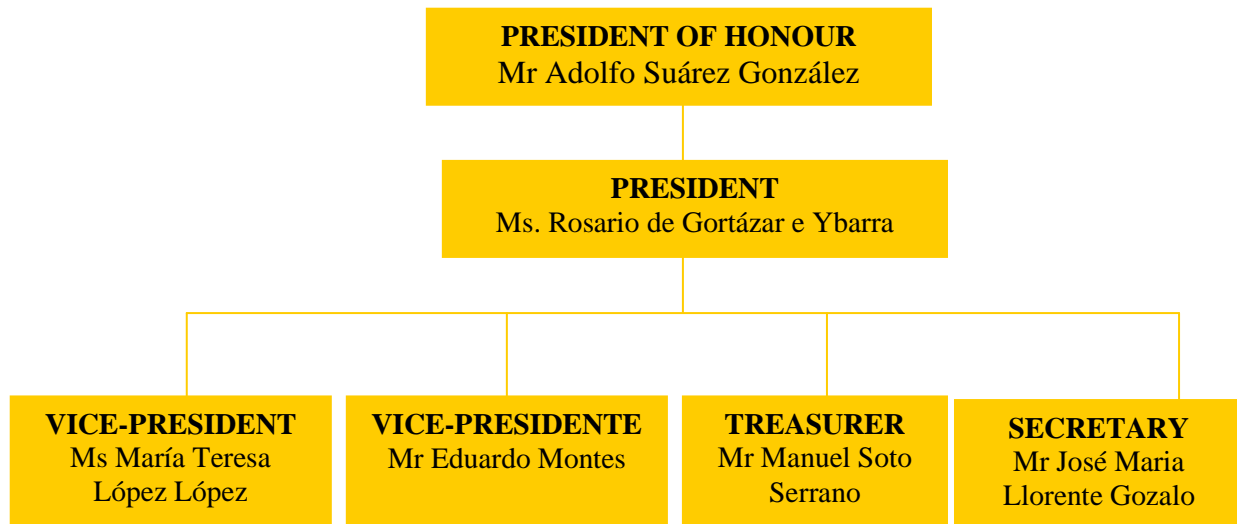 PRESIDENT OF HONOUR
Mr Adolfo Suárez González
PRESIDENT
Ms. Rosario de Gortázar e Ybarra
VICE-PRESIDENT
Ms María Teresa
López López
VICE-PRESIDENTE
Mr Eduardo Montes
TREASURER
Mr Manuel Soto
Serrano
SECRETARY
Mr José Maria
Llorente Gozalo